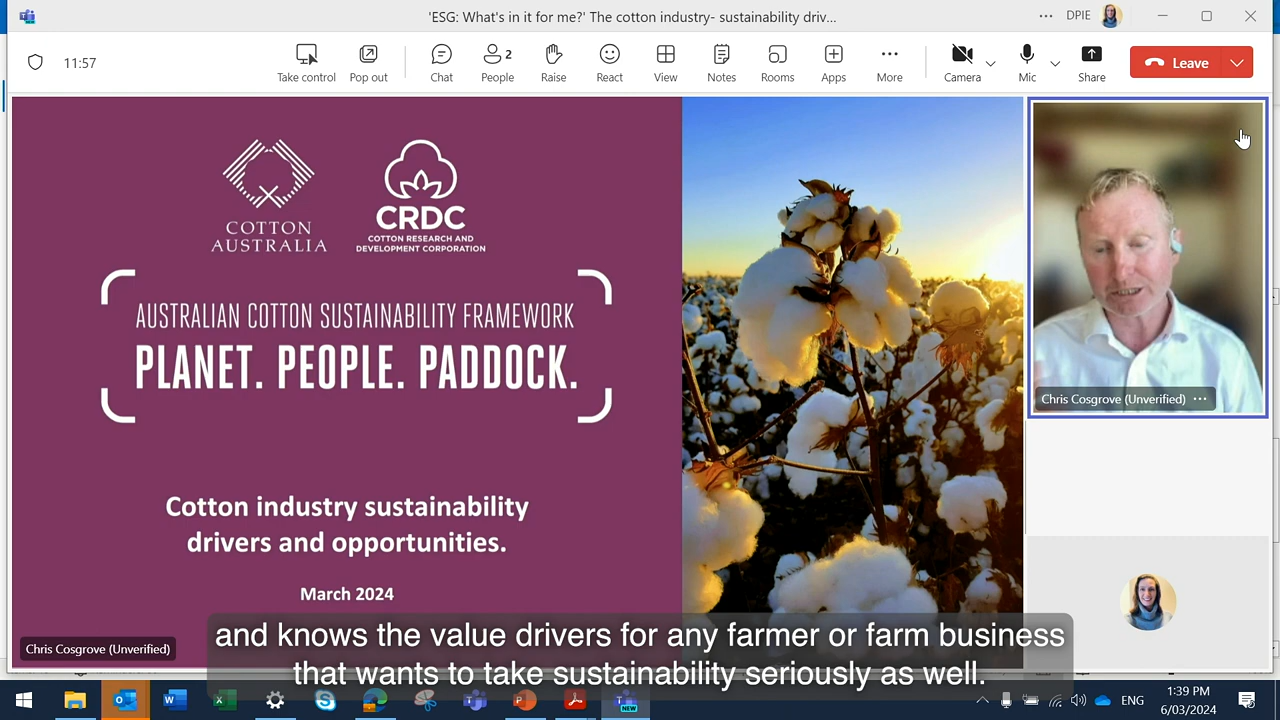 'ESG: What's in it for me?' The cotton industry- sustainability driv...
DPIE
11:57
Take control
Pop out
Chat
People
2
Raise
React
View
Notes
Rooms
Apps
More
Camera
Mic
Share
Leave
COTTON
AUSTRALIA
CRDC
COTTON RESEARCH AND
DEVELOPMENT CORPORATION
AUSTRALIAN COTTON SUSTAINABILITY FRAMEWORK
PLANET. PEOPLE. PADDOCK.
Cotton industry sustainability
drivers and opportunities.
March 2024
Chris Cosgrove (Unverified)
Chris Cosgrove (Unverified)
and knows the value drivers for any farmer or farm business
that wants to take sustainability seriously as well.
NEW
ENG
1:39 PM
6/03/2024